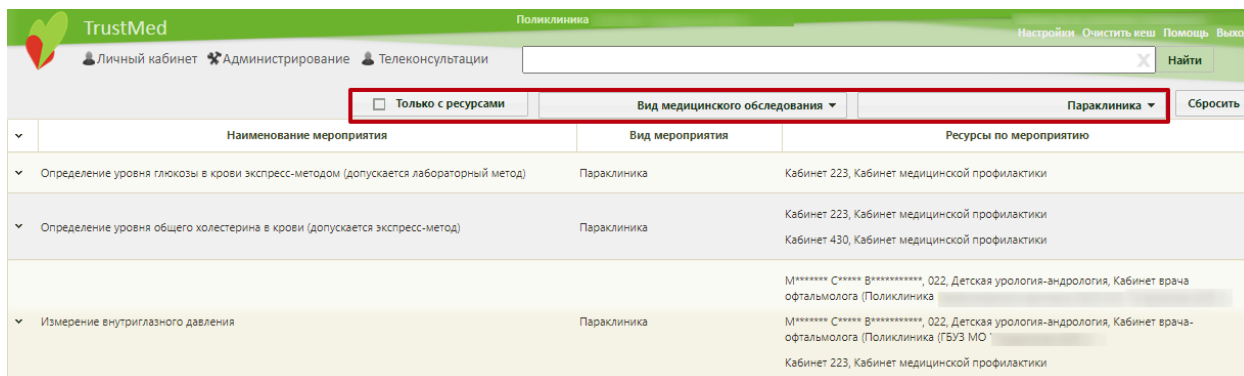 TrustMed
Поликлиника
Настройки Очистить кеш Помощь Выхо
Личный кабинет Администрирование Телеконсультации
X Найти
Только с ресурсами Вид медицинского обследования Параклиника Сбросить
Наименование мероприятия Вид мероприятия Ресурсы по мероприятию
Определение уровня глюкозы в крови экспресс-методом (допускается лабораторный метод) Параклиника Кабинет 223, Кабинет медицинской профилактики
Кабинет 223, Кабинет медицинской профилактики
Определение уровня общего холестерина в крови (допускается экспресс-метод) Параклиника
Кабинет 430, Кабинет медицинской профилактики
М******* С***** В***********, 022, Детская урология-андрология, Кабинет врача
офтальмолога (Поликлиника
Измерение внутриглазного давления Параклиника М******* С***** В***********, 022, Детская урология-андрология, Кабинет врача-
офтальмолога (Поликлиника (ГБУЗ МО
Кабинет 223, Кабинет медицинской профилактики